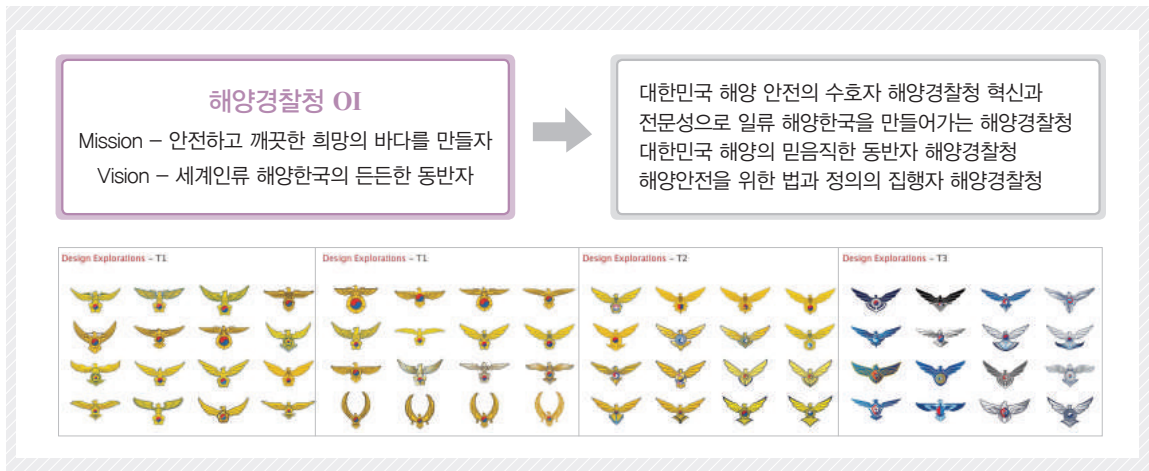 해양경찰청 OI
Mission – 안전하고 깨끗한 희망의 바다를 만들자
Vision – 세계인류 해양한국의 든든한 동반자
대한민국 해양 안전의 수호자 해양경찰청 혁신과
전문성으로 일류 해양한국을 만들어가는 해양경찰청
대한민국 해양의 믿음직한 동반자 해양경찰청
해양안전을 위한 법과 정의의 집행자 해양경찰청
Design Explorations – T1
Design Explorations – T1
Design Explorations – T2
Design Explorations – T3